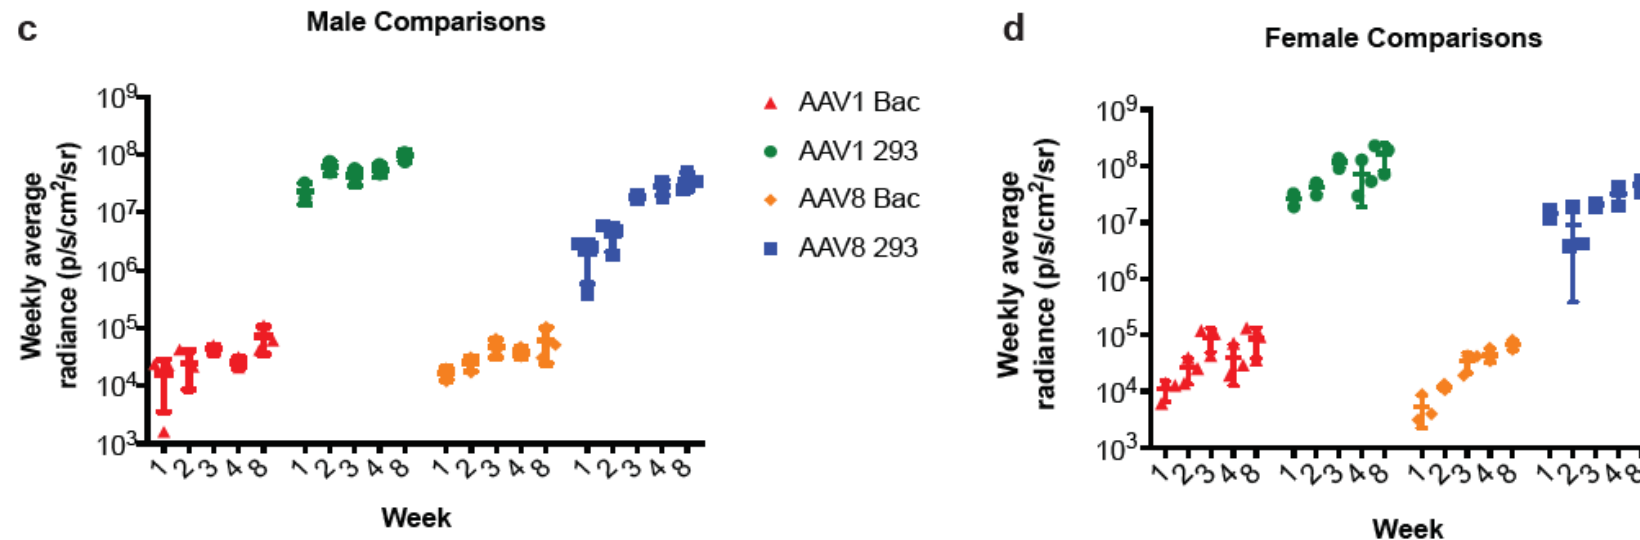 c
Male Comparisons
Weekly average
radiance (p/s/cm²/sr)
10⁹
10⁸
10⁷
10⁶
10⁵
10⁴
10³
1 2 3 4 8 1 2 3 4 8 1 2 3 4 8 1 2 3 4 8
Week
AAV1 Bac
AAV1 293
AAV8 Bac
AAV8 293
d
Female Comparisons
Weekly average
radiance (p/s/cm²/sr)
10⁹
10⁸
10⁷
10⁶
10⁵
10⁴
10³
1 2 3 4 8 1 2 3 4 8 1 2 3 4 8 1 2 3 4 8
Week